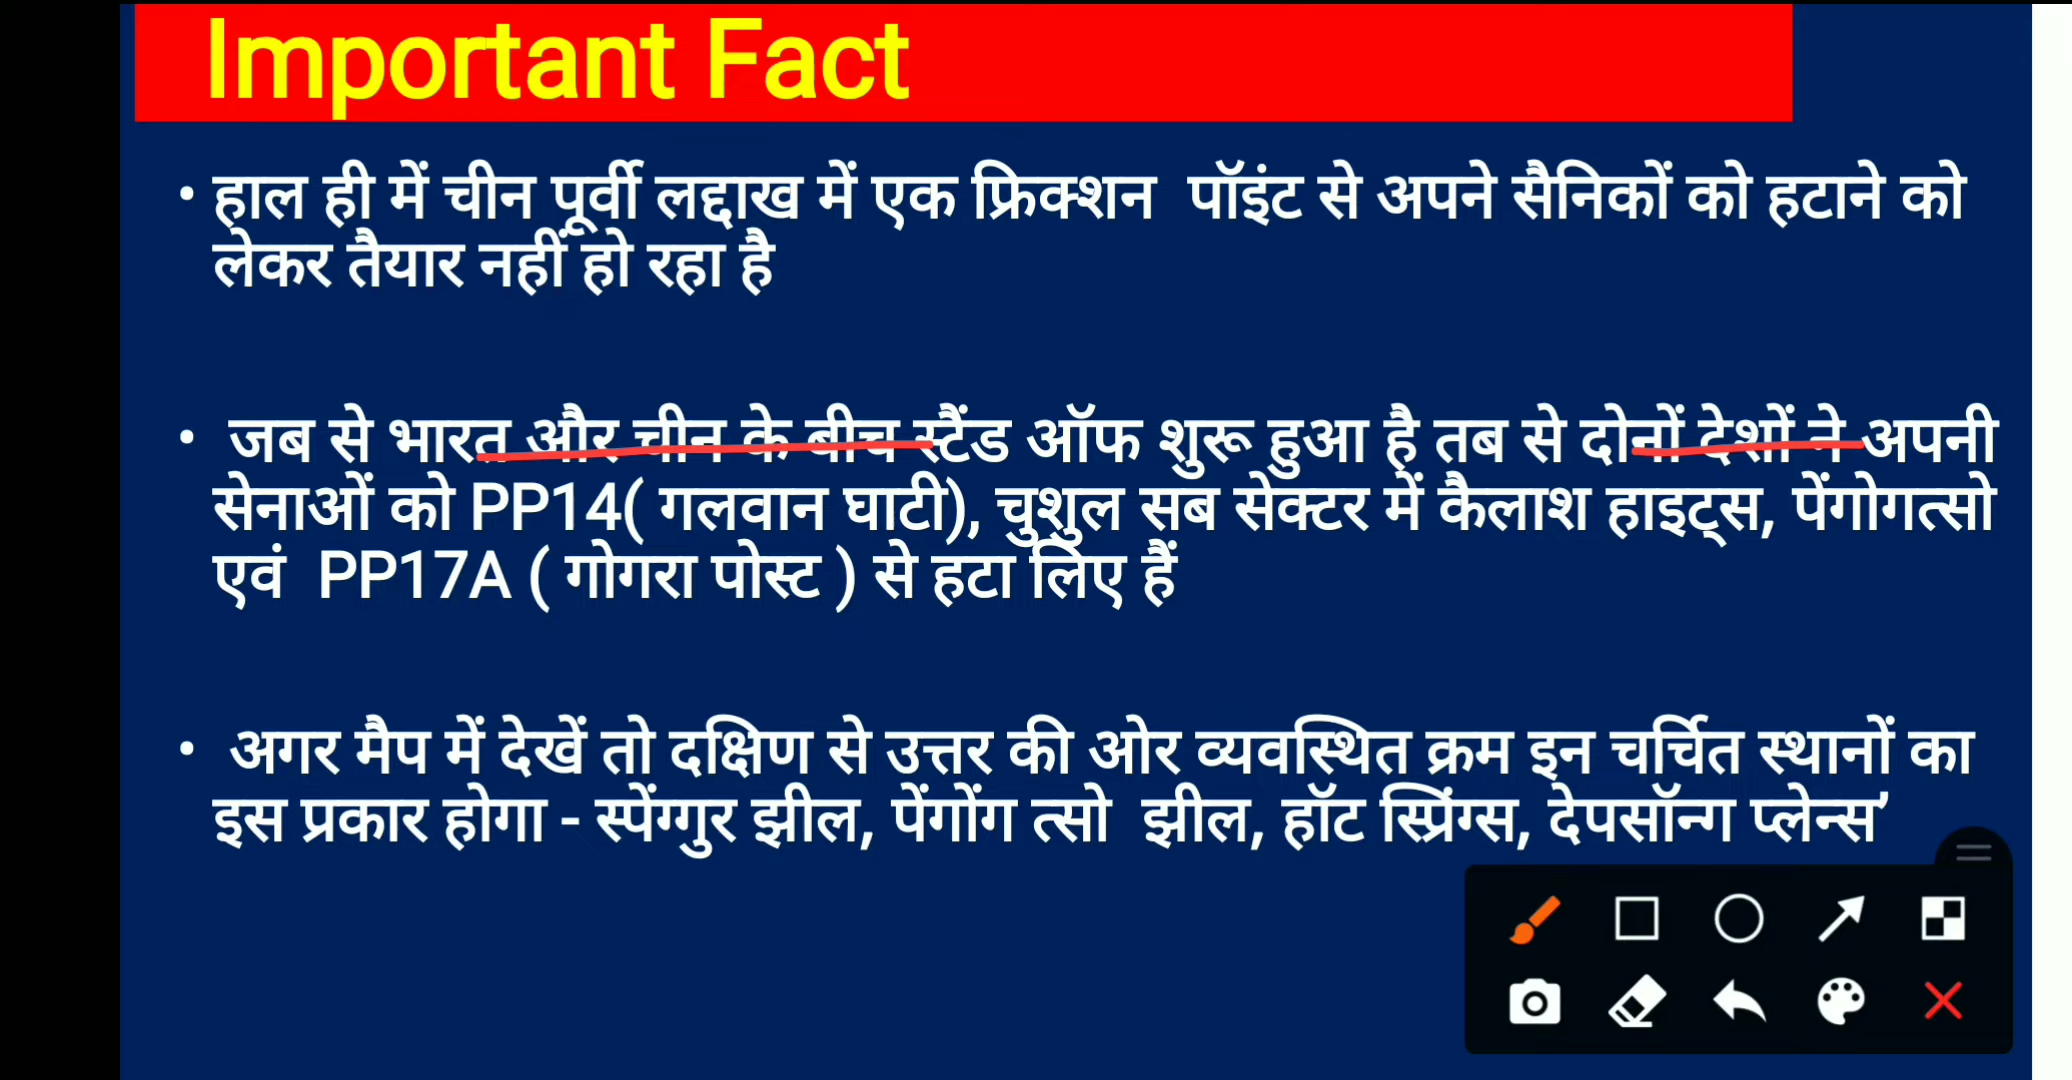 Important Fact
• हाल ही में चीन पूर्वी लद्दाख में एक फ्रिक्शन पॉइंट से अपने सैनिकों को हटाने को
लेकर तैयार नहीं हो रहा है
• जब से भारत और चीन के बीच स्टैंड ऑफ शुरू हुआ है तब से दोनों देशों ने अपनी
सेनाओं को PP14( गलवान घाटी), चुशुल सब सेक्टर में कैलाश हाइट्स, पेंगोगत्सो
एवं PP17A ( गोगरा पोस्ट ) से हटा लिए हैं
• अगर मैप में देखें तो दक्षिण से उत्तर की ओर व्यवस्थित क्रम इन चर्चित स्थानों का
इस प्रकार होगा - स्पेंग्गुर झील, पेंगोंग त्सो झील, हॉट स्प्रिंग्स, देपसॉन्ग प्लेन्स'